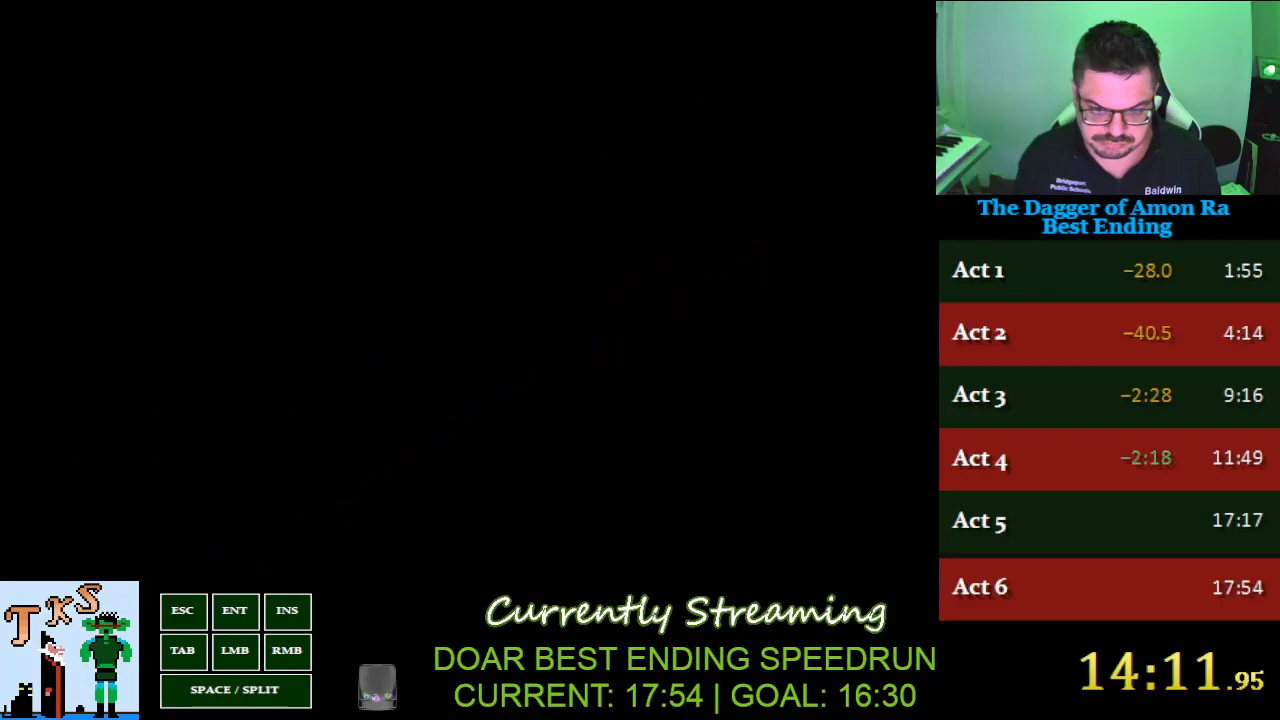 Bridgeport
Public Schools
Baldwin
The Dagger of Amon Ra
Best Ending
Act 1 −28.0 1:55
Act 2 −40.5 4:14
Act 3 −2:28 9:16
Act 4 −2:18 11:49
Act 5 17:17
Act 6 17:54
14:11.95
TKS
ESC ENT INS
TAB LMB RMB
SPACE / SPLIT
Currently Streaming
DOAR BEST ENDING SPEEDRUN
CURRENT: 17:54 | GOAL: 16:30